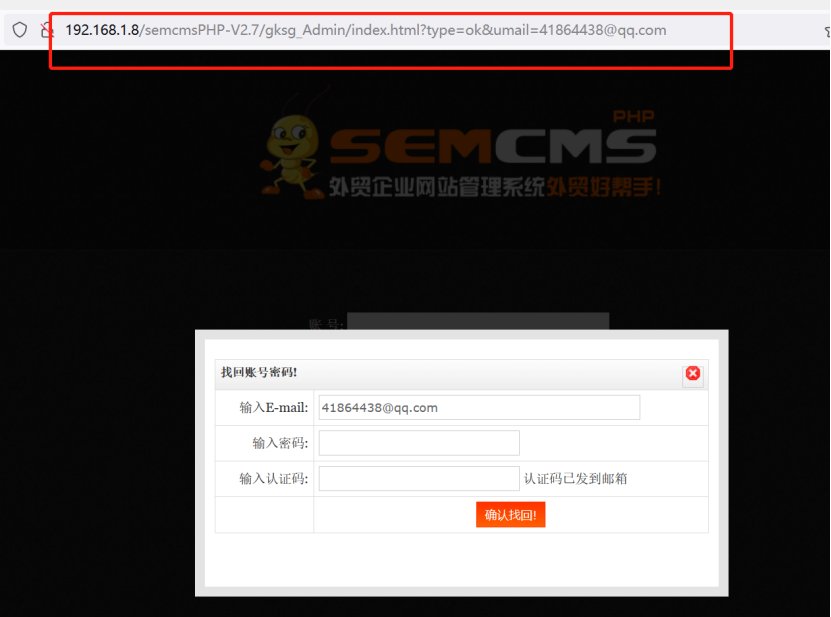 192.168.1.8/semcmsPHP-V2.7/gksg_Admin/index.html?type=ok&umail=41864438@qq.com
PHP
SEMCMS
外贸企业网站管理系统外贸好帮手!
账 号:
找回账号密码!
输入E-mail: 41864438@qq.com
输入密码:
输入认证码: 认证码已发到邮箱
确认找回!